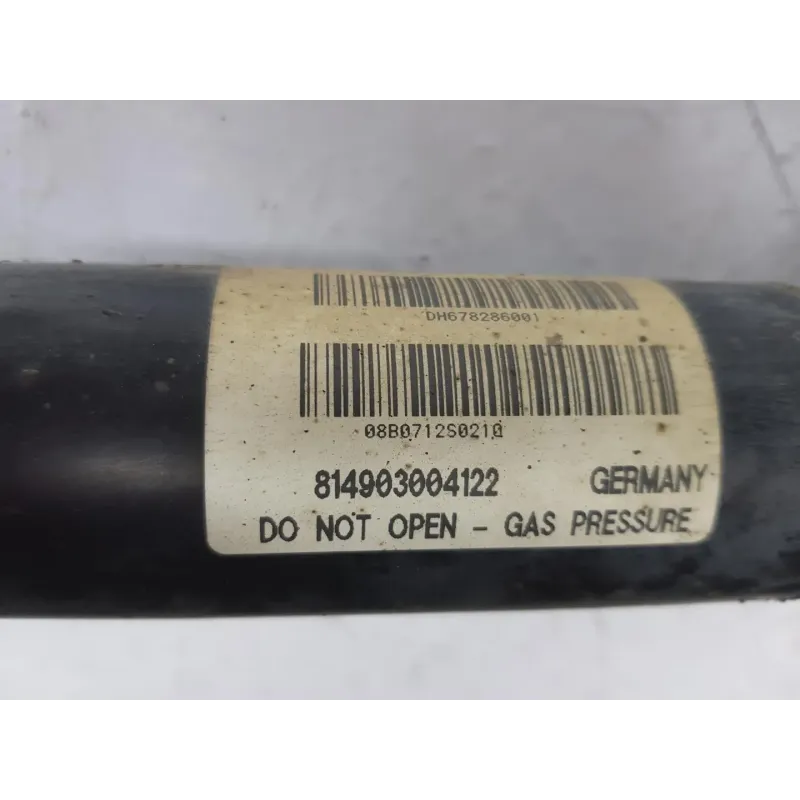 DH678286001
08B0712S0210
814903004122 GERMANY
DO NOT OPEN - GAS PRESSURE